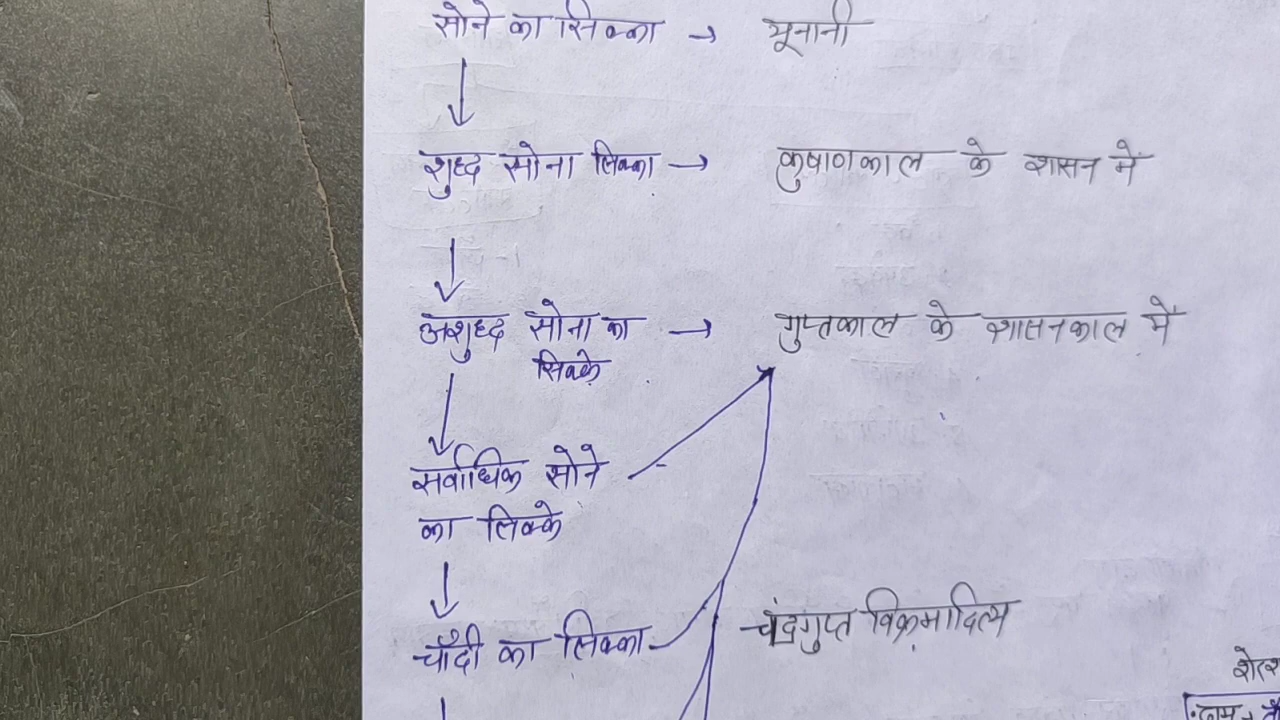 सोने का सिक्का → यूनानी
शुध्द सोना सिक्का → कुषाणकाल के शासन में
अशुध्द सोना का → गुप्तकाल के शासनकाल में
सिक्के
सर्वाधिक सोने
का सिक्के
चाँदी का सिक्का
चंद्रगुप्त विक्रमादित्य